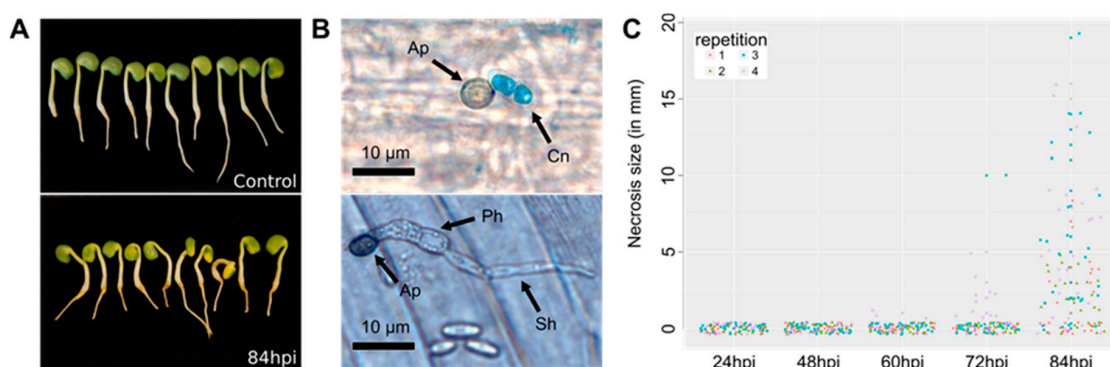 A
Control
84hpi
B
Ap
Cn
10 µm
Ph
Ap
Sh
10 µm
C
Necrosis size (in mm)
20
15
10
5
0
repetition
1 3
2 4
24hpi 48hpi 60hpi 72hpi 84hpi